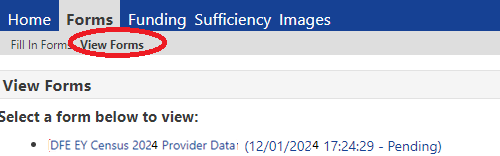 Home Forms Funding Sufficiency Images
Fill In Forms View Forms
View Forms
Select a form below to view:
DFE EY Census 2024 Provider Data (12/01/2024 17:24:29 - Pending)